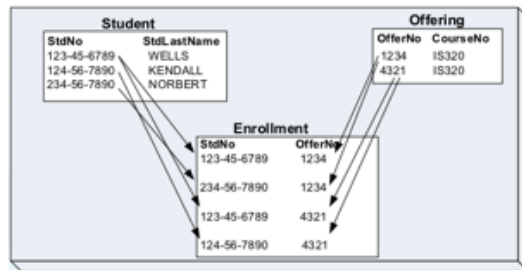 Student
StdNo StdLastName
123-45-6789 WELLS
124-56-7890 KENDALL
234-56-7890 NORBERT
Offering
OfferNo CourseNo
1234 IS320
4321 IS320
Enrollment
StdNo OfferNo
123-45-6789 1234
234-56-7890 1234
123-45-6789 4321
124-56-7890 4321